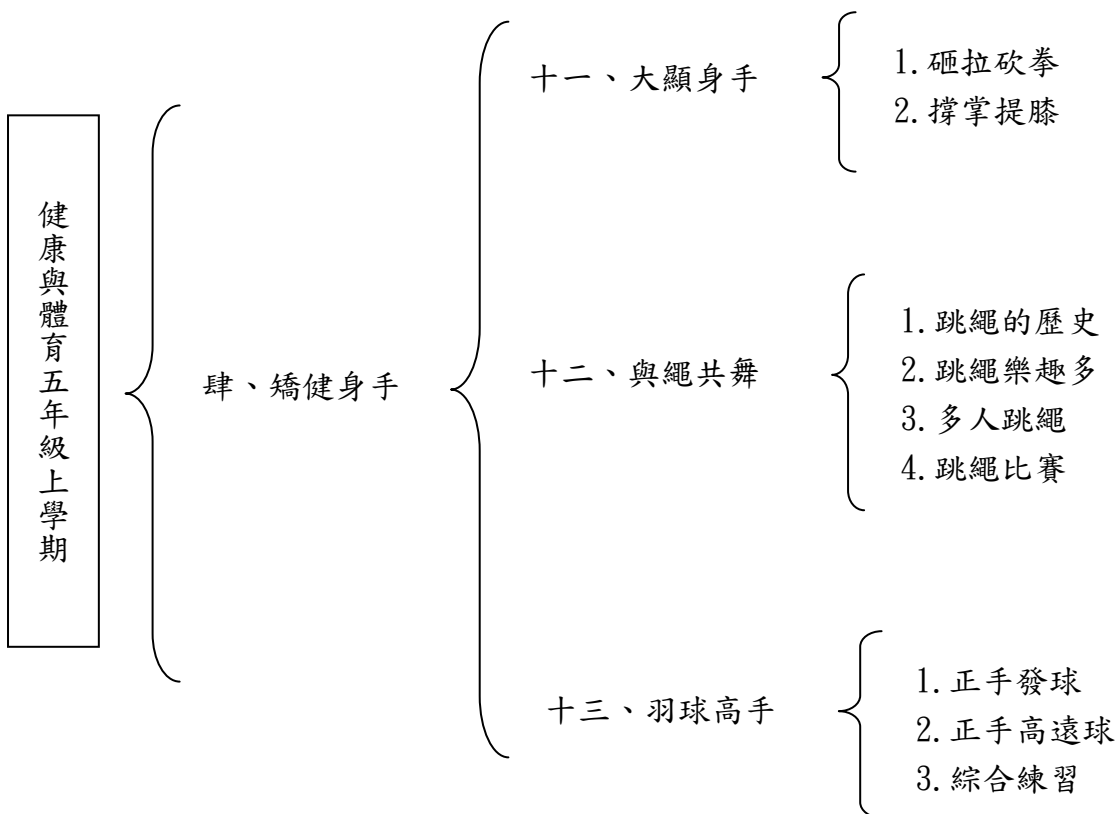 健康與體育五年級上學期
肆、矯健身手
十一、大顯身手
1.砸拉砍拳
2.撐掌提膝
十二、與繩共舞
1.跳繩的歷史
2.跳繩樂趣多
3.多人跳繩
4.跳繩比賽
十三、羽球高手
1.正手發球
2.正手高遠球
3.綜合練習